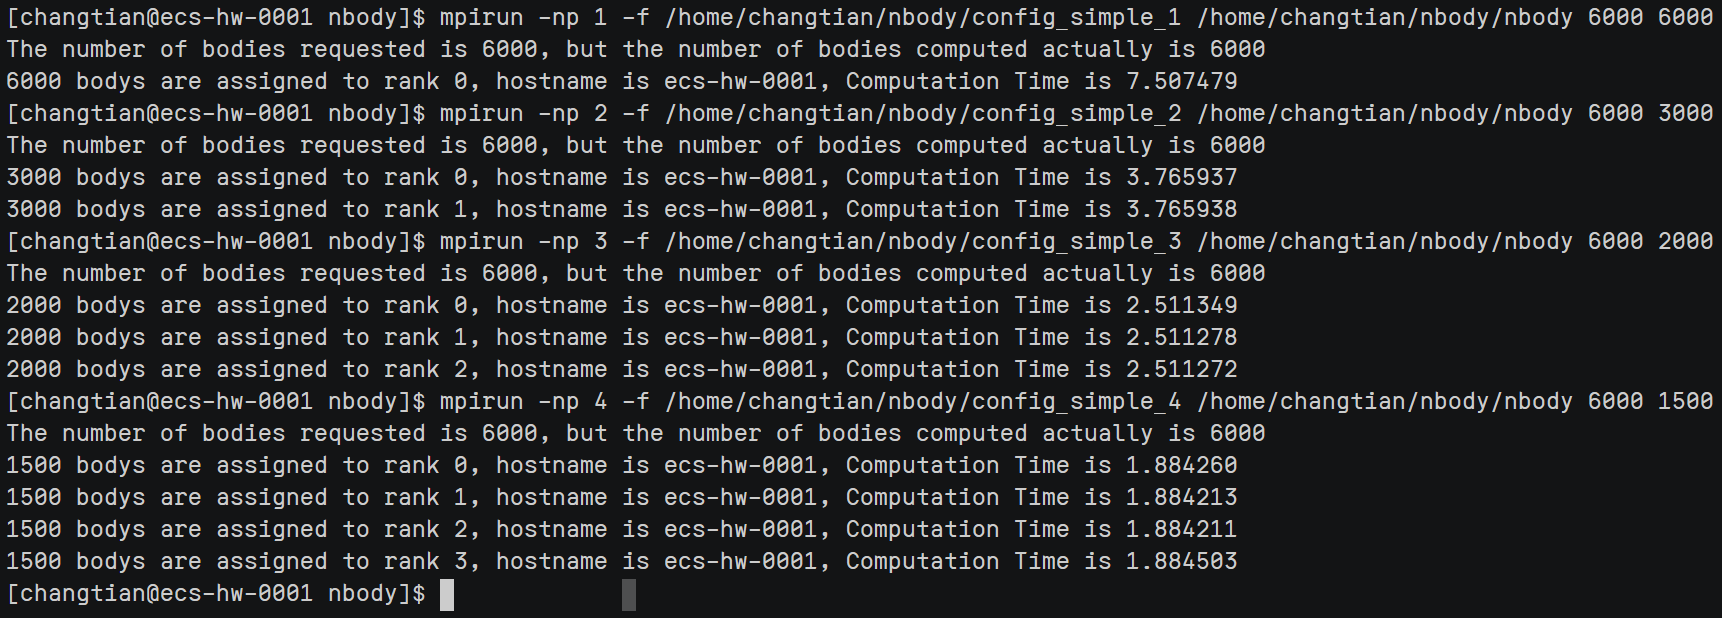 [changtian@ecs-hw-0001 nbody]$ mpirun -np 1 -f /home/changtian/nbody/config_simple_1 /home/changtian/nbody/nbody 6000 6000
The number of bodies requested is 6000, but the number of bodies computed actually is 6000
6000 bodys are assigned to rank 0, hostname is ecs-hw-0001, Computation Time is 7.507479
[changtian@ecs-hw-0001 nbody]$ mpirun -np 2 -f /home/changtian/nbody/config_simple_2 /home/changtian/nbody/nbody 6000 3000
The number of bodies requested is 6000, but the number of bodies computed actually is 6000
3000 bodys are assigned to rank 0, hostname is ecs-hw-0001, Computation Time is 3.765937
3000 bodys are assigned to rank 1, hostname is ecs-hw-0001, Computation Time is 3.765938
[changtian@ecs-hw-0001 nbody]$ mpirun -np 3 -f /home/changtian/nbody/config_simple_3 /home/changtian/nbody/nbody 6000 2000
The number of bodies requested is 6000, but the number of bodies computed actually is 6000
2000 bodys are assigned to rank 0, hostname is ecs-hw-0001, Computation Time is 2.511349
2000 bodys are assigned to rank 1, hostname is ecs-hw-0001, Computation Time is 2.511278
2000 bodys are assigned to rank 2, hostname is ecs-hw-0001, Computation Time is 2.511272
[changtian@ecs-hw-0001 nbody]$ mpirun -np 4 -f /home/changtian/nbody/config_simple_4 /home/changtian/nbody/nbody 6000 1500
The number of bodies requested is 6000, but the number of bodies computed actually is 6000
1500 bodys are assigned to rank 0, hostname is ecs-hw-0001, Computation Time is 1.884260
1500 bodys are assigned to rank 1, hostname is ecs-hw-0001, Computation Time is 1.884213
1500 bodys are assigned to rank 2, hostname is ecs-hw-0001, Computation Time is 1.884211
1500 bodys are assigned to rank 3, hostname is ecs-hw-0001, Computation Time is 1.884503
[changtian@ecs-hw-0001 nbody]$